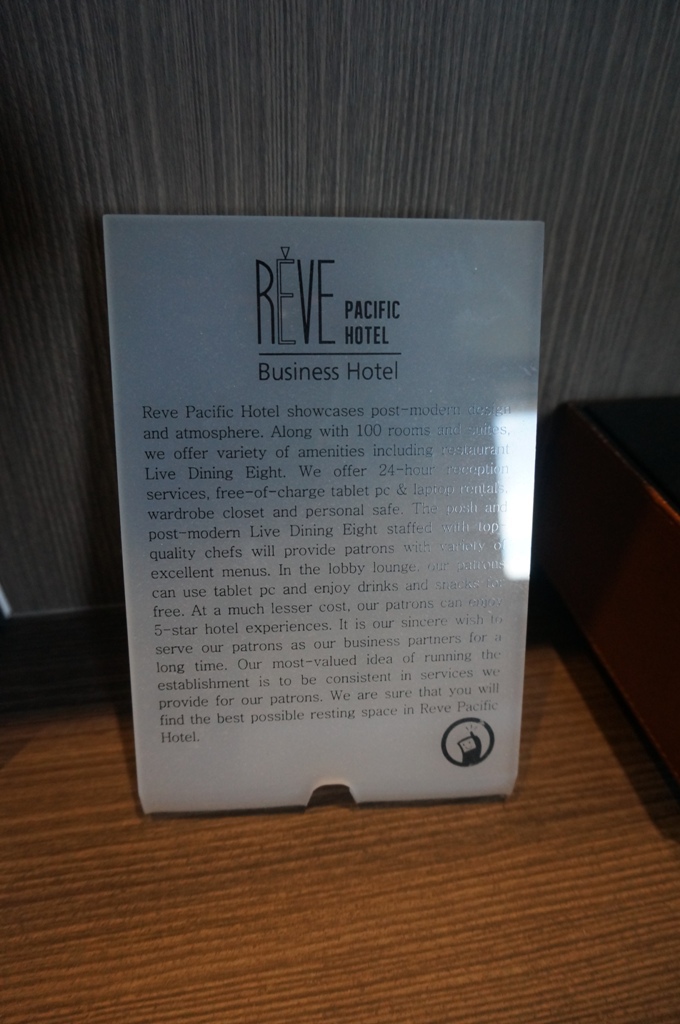 RÊVE PACIFIC
HOTEL
Business Hotel
Reve Pacific Hotel showcases post-modern design
and atmosphere. Along with 100 rooms and suites,
we offer variety of amenities including restaurant
Live Dining Eight. We offer 24-hour reception
services, free-of-charge tablet pc & laptop rentals,
wardrobe closet and personal safe. The posh and
post-modern Live Dining Eight staffed with top-
quality chefs will provide patrons with variety of
excellent menus. In the lobby lounge, our patrons
can use tablet pc and enjoy drinks and snacks for
free. At a much lesser cost, our patrons can enjoy
5-star hotel experiences. It is our sincere wish to
serve our patrons as our business partners for a
long time. Our most-valued idea of running the
establishment is to be consistent in services we
provide for our patrons. We are sure that you will
find the best possible resting space in Reve Pacific
Hotel.